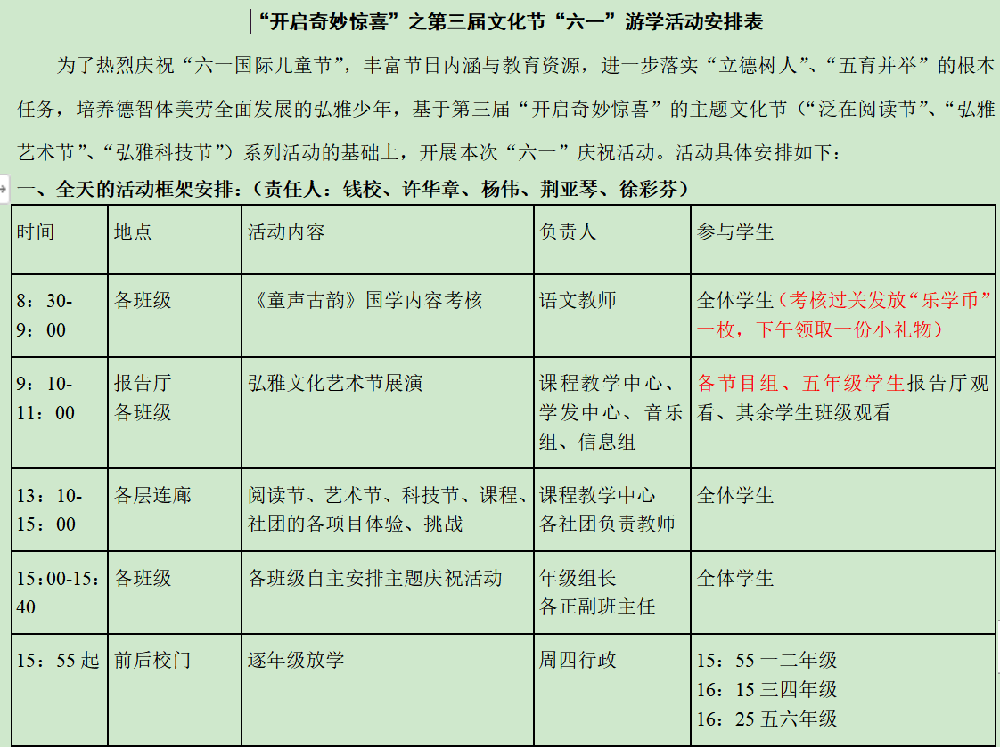 “开启奇妙惊喜”之第三届文化节“六一”游学活动安排表
为了热烈庆祝“六一国际儿童节”，丰富节日内涵与教育资源，进一步落实“立德树人”、“五育并举”的根本
任务，培养德智体美劳全面发展的弘雅少年，基于第三届“开启奇妙惊喜”的主题文化节（“泛在阅读节”、“弘雅
艺术节”、“弘雅科技节”）系列活动的基础上，开展本次“六一”庆祝活动。活动具体安排如下：
一、全天的活动框架安排：（责任人：钱校、许华章、杨伟、荆亚琴、徐彩芬）
时间 地点 活动内容 负责人 参与学生
8：30-
9：00
各班级
《童声古韵》国学内容考核
语文教师
全体学生（考核过关发放“乐学币”
一枚，下午领取一份小礼物）
9：10-
11：00
报告厅
各班级
弘雅文化艺术节展演
课程教学中心、
学发中心、音乐
组、信息组
各节目组、五年级学生报告厅观
看、其余学生班级观看
13：10-
15：00
各层连廊
阅读节、艺术节、科技节、课程、
社团的各项目体验、挑战
课程教学中心
各社团负责教师
全体学生
15:00-15:
40
各班级
各班级自主安排主题庆祝活动
年级组长
各正副班主任
全体学生
15：55 起
前后校门
逐年级放学
周四行政
15：55 一二年级
16：15 三四年级
16：25 五六年级